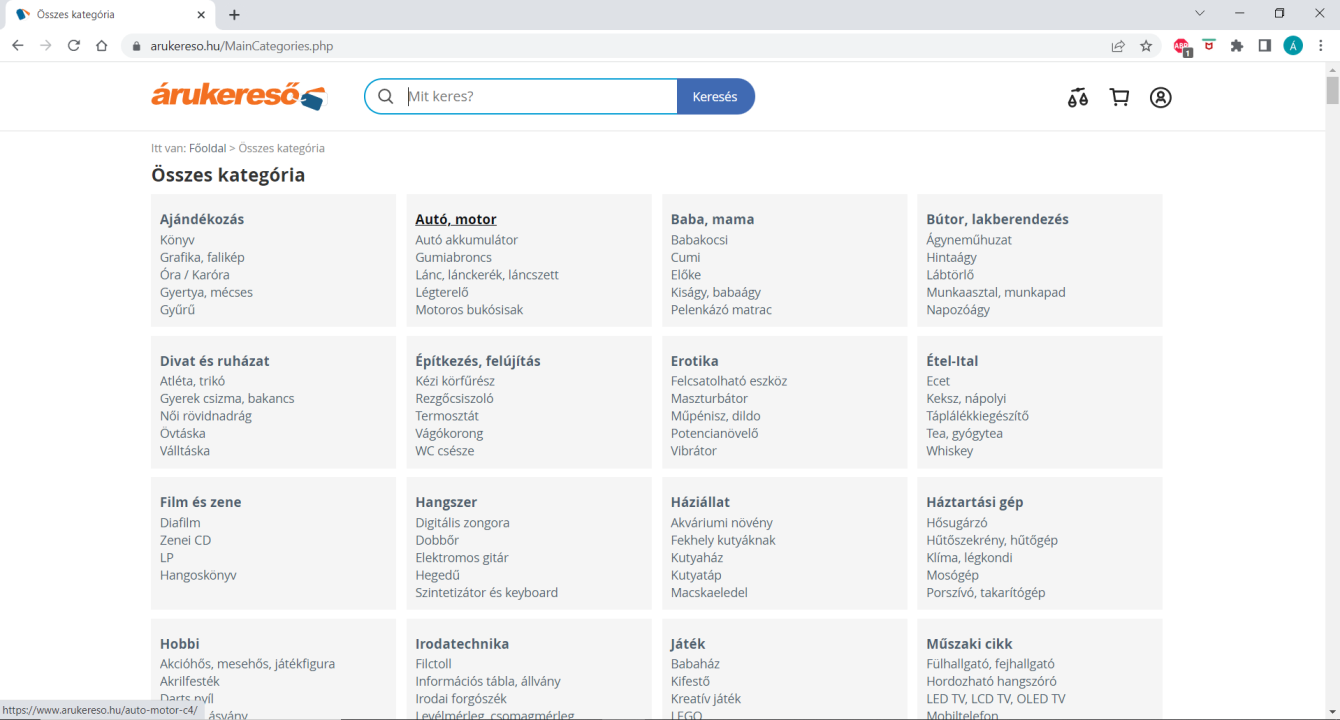 Összes kategória
arukereso.hu/MainCategories.php
ABP
1
Á
árukereső
Mit keres?
Keresés
Itt van: Főoldal > Összes kategória
Összes kategória
Ajándékozás
Könyv
Grafika, falikép
Óra / Karóra
Gyertya, mécses
Gyűrű
Autó, motor
Autó akkumulátor
Gumiabroncs
Lánc, lánckerék, láncszett
Légterelő
Motoros bukósisak
Baba, mama
Babakocsi
Cumi
Előke
Kiságy, babaágy
Pelenkázó matrac
Bútor, lakberendezés
Ágyneműhuzat
Hintaágy
Lábtörlő
Munkaasztal, munkapad
Napozóágy
Divat és ruházat
Atléta, trikó
Gyerek csizma, bakancs
Női rövidnadrág
Övtáska
Válltáska
Építkezés, felújítás
Kézi körfűrész
Rezgőcsiszoló
Termosztát
Vágókorong
WC csésze
Erotika
Felcsatolható eszköz
Maszturbátor
Műpénisz, dildo
Potencianövelő
Vibrátor
Étel-Ital
Ecet
Keksz, nápolyi
Táplálékkiegészítő
Tea, gyógytea
Whiskey
Film és zene
Diafilm
Zenei CD
LP
Hangoskönyv
Hangszer
Digitális zongora
Dobbőr
Elektromos gitár
Hegedű
Szintetizátor és keyboard
Háziállat
Akváriumi növény
Fekhely kutyáknak
Kutyaház
Kutyatáp
Macskaeledel
Háztartási gép
Hősugárzó
Hűtőszekrény, hűtőgép
Klíma, légkondi
Mosógép
Porszívó, takarítógép
Hobbi
Akcióhős, mesehős, játékfigura
Akrilfesték
Darts nyíl
ásvány
Irodatechnika
Filctoll
Információs tábla, állvány
Irodai forgószék
Levélmérleg, csomagmérleg
Játék
Babaház
Kifestő
Kreatív játék
LEGO
Műszaki cikk
Fülhallgató, fejhallgató
Hordozható hangszóró
LED TV, LCD TV, OLED TV
Mobiltelefon
https://www.arukereso.hu/auto-motor-c4/